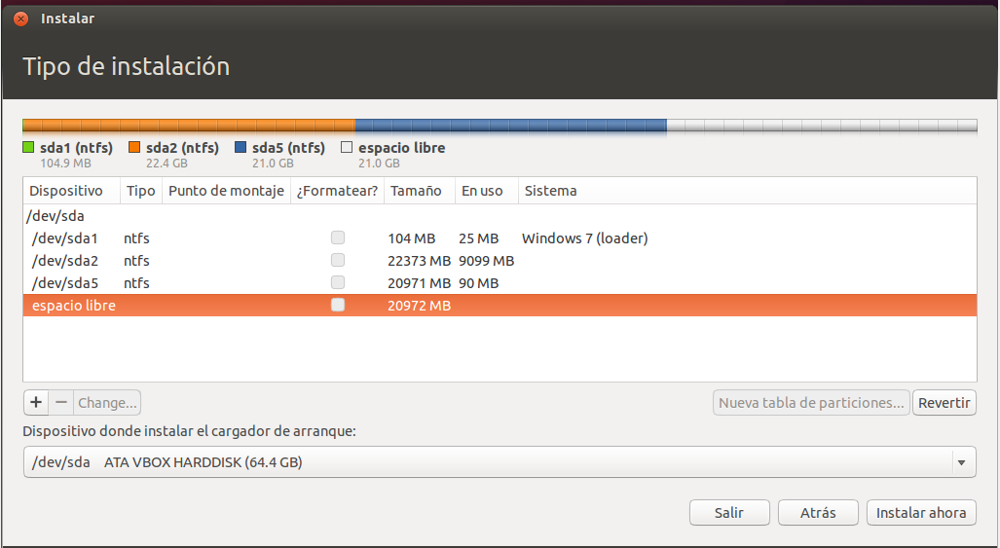 Instalar
Tipo de instalación
sda1 (ntfs) sda2 (ntfs) sda5 (ntfs) espacio libre
104.9 MB 22.4 GB 21.0 GB 21.0 GB
Dispositivo Tipo Punto de montaje ¿Formatear? Tamaño En uso Sistema
/dev/sda
/dev/sda1 ntfs 104 MB 25 MB Windows 7 (loader)
/dev/sda2 ntfs 22373 MB 9099 MB
/dev/sda5 ntfs 20971 MB 90 MB
espacio libre 20972 MB
+ − Change... Nueva tabla de particiones... Revertir
Dispositivo donde instalar el cargador de arranque:
/dev/sda ATA VBOX HARDDISK (64.4 GB)
Salir Atrás Instalar ahora